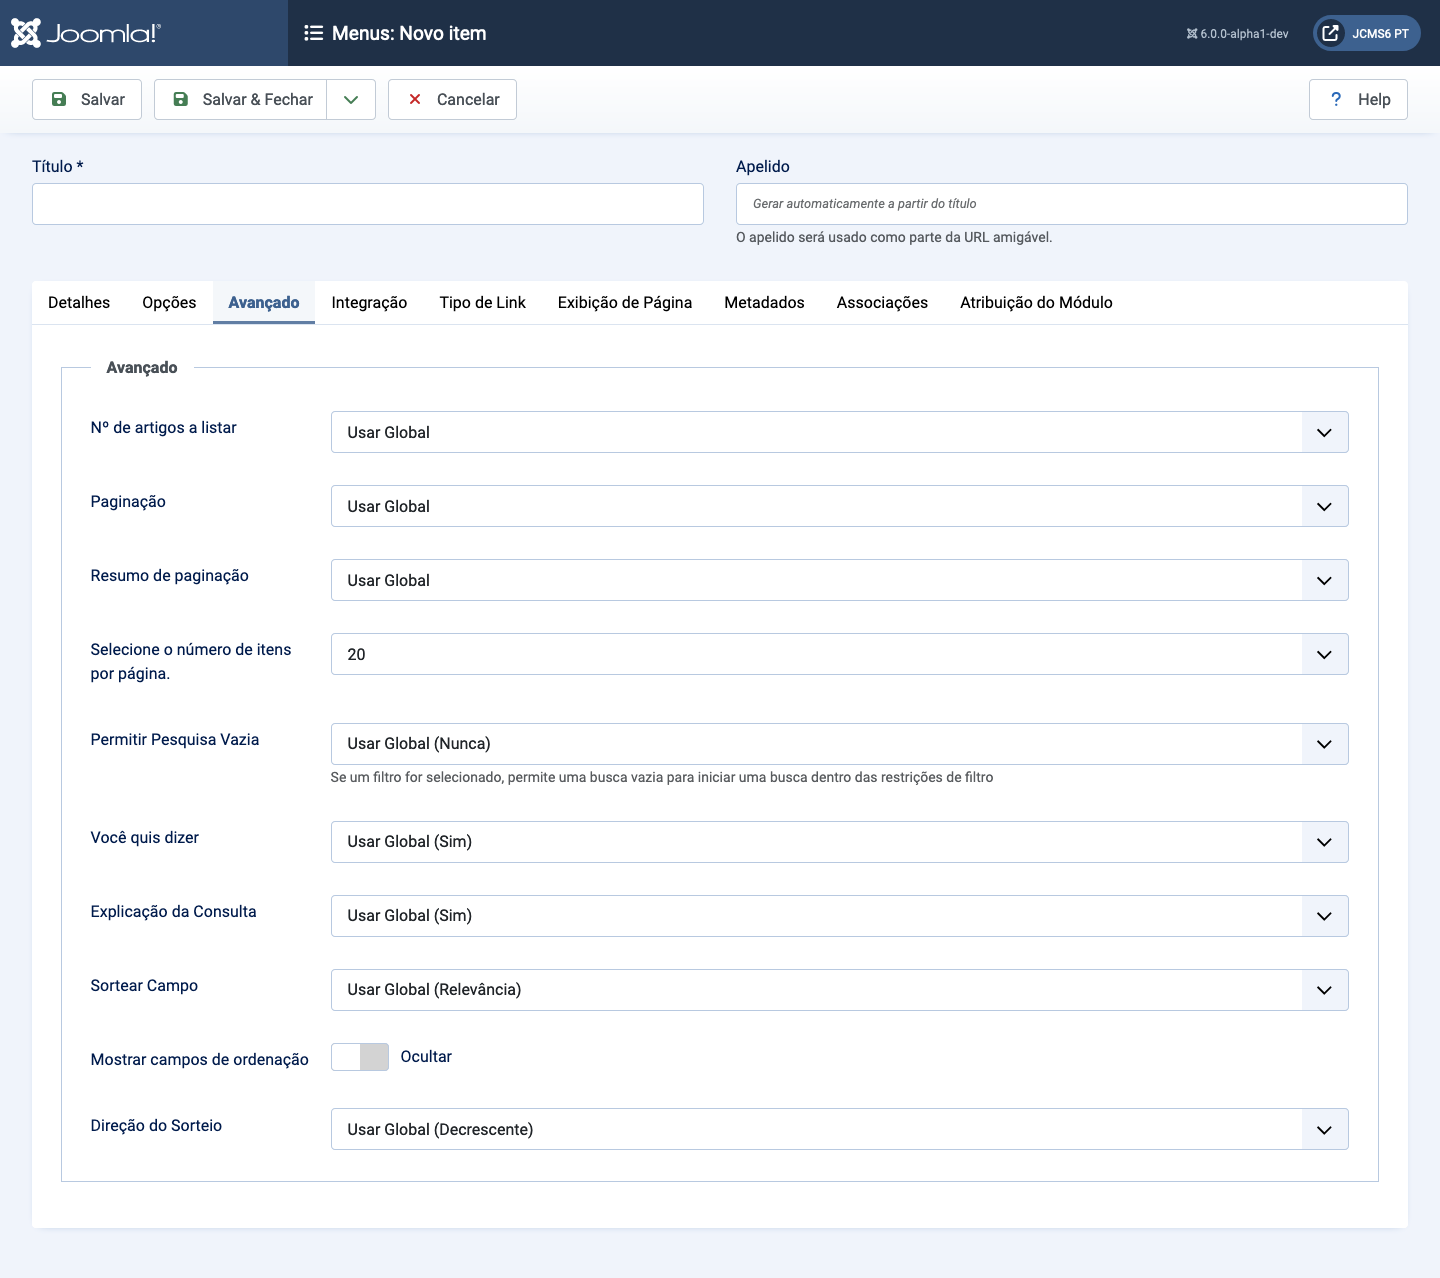 Joomla!®
Menus: Novo item
6.0.0-alpha1-dev
JCMS6 PT
Salvar
Salvar & Fechar
Cancelar
? Help
Título *
Apelido
Gerar automaticamente a partir do título
O apelido será usado como parte da URL amigável.
Detalhes
Opções
Avançado
Integração
Tipo de Link
Exibição de Página
Metadados
Associações
Atribuição do Módulo
Avançado
Nº de artigos a listar
Usar Global
Paginação
Usar Global
Resumo de paginação
Usar Global
Selecione o número de itens
por página.
20
Permitir Pesquisa Vazia
Usar Global (Nunca)
Se um filtro for selecionado, permite uma busca vazia para iniciar uma busca dentro das restrições de filtro
Você quis dizer
Usar Global (Sim)
Explicação da Consulta
Usar Global (Sim)
Sortear Campo
Usar Global (Relevância)
Mostrar campos de ordenação
Ocultar
Direção do Sorteio
Usar Global (Decrescente)